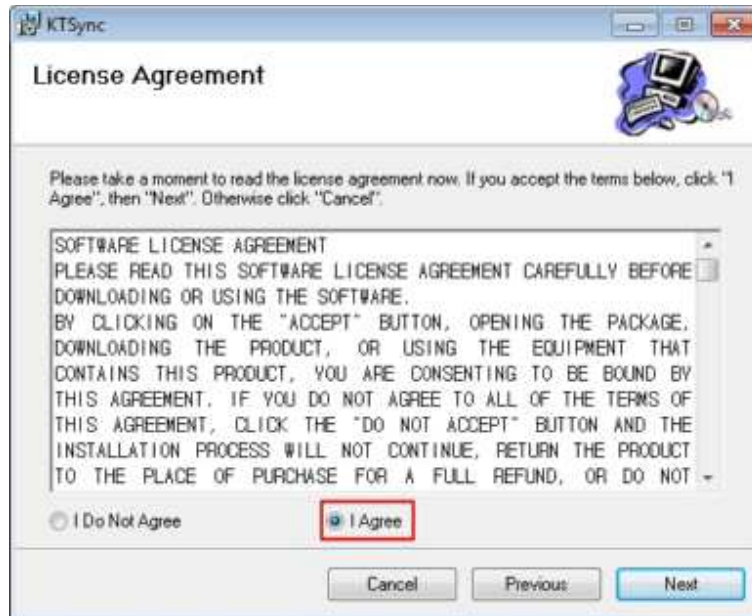 KTSync
License Agreement
Please take a moment to read the license agreement now. If you accept the terms below, click "I
Agree", then "Next". Otherwise click "Cancel".
SOFTWARE LICENSE AGREEMENT
PLEASE READ THIS SOFTWARE LICENSE AGREEMENT CAREFULLY BEFORE
DOWNLOADING OR USING THE SOFTWARE.
BY CLICKING ON THE "ACCEPT" BUTTON, OPENING THE PACKAGE,
DOWNLOADING THE PRODUCT, OR USING THE EQUIPMENT THAT
CONTAINS THIS PRODUCT, YOU ARE CONSENTING TO BE BOUND BY
THIS AGREEMENT. IF YOU DO NOT AGREE TO ALL OF THE TERMS OF
THIS AGREEMENT, CLICK THE "DO NOT ACCEPT" BUTTON AND THE
INSTALLATION PROCESS WILL NOT CONTINUE, RETURN THE PRODUCT
TO THE PLACE OF PURCHASE FOR A FULL REFUND, OR DO NOT
I Do Not Agree I Agree
Cancel Previous Next